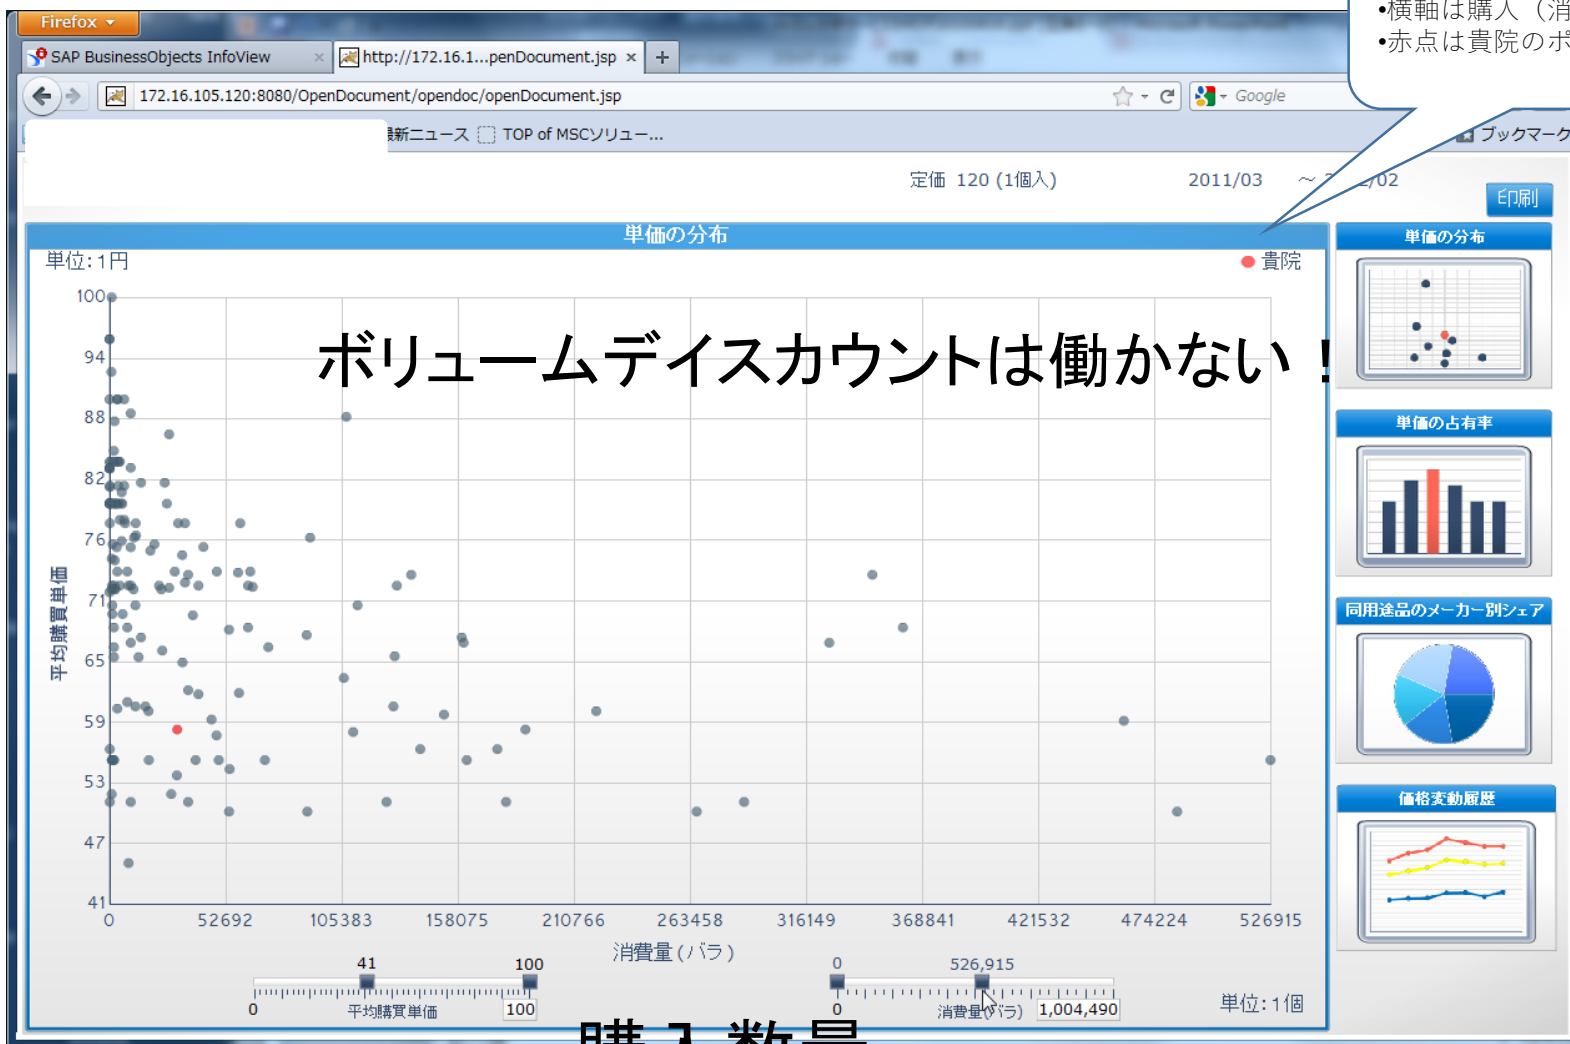 •横軸は購入（消
•赤点は貴院のポ
Firefox
SAP BusinessObjects InfoView
http://172.16.1...penDocument.jsp
172.16.105.120:8080/OpenDocument/opendoc/openDocument.jsp
Google
最新ニュース
TOP of MSCソリュー...
ブックマーク
定価 120 (1個入)
2011/03 ～ 2
/02
印刷
単価の分布
単位:1円
貴院
ボリュームデイスカウントは働かない！
100
94
88
82
76
71
65
59
53
47
41
平均購買単価
0 52692 105383 158075 210766 263458 316149 368841 421532 474224 526915
消費量(バラ)
41 100
0 平均購買単価 100
0 526,915
0 消費量(バラ) 1,004,490
単位:1個
購入数量
単価の分布
単価の占有率
同用途品のメーカー別シェア
価格変動履歴